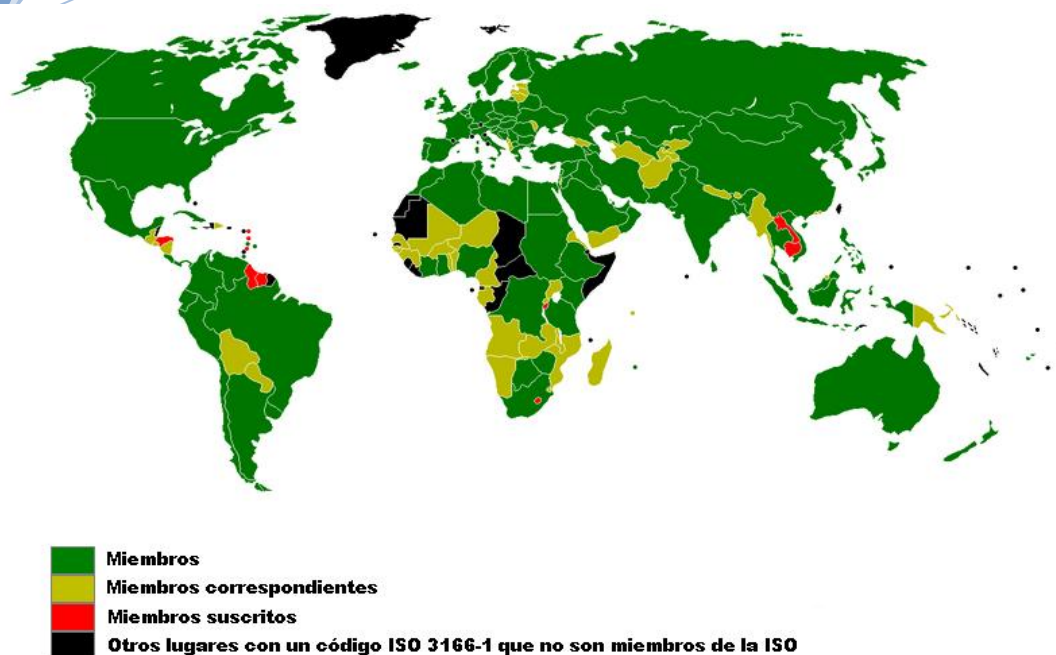 Miembros
Miembros correspondientes
Miembros suscritos
Otros lugares con un código ISO 3166-1 que no son miembros de la ISO